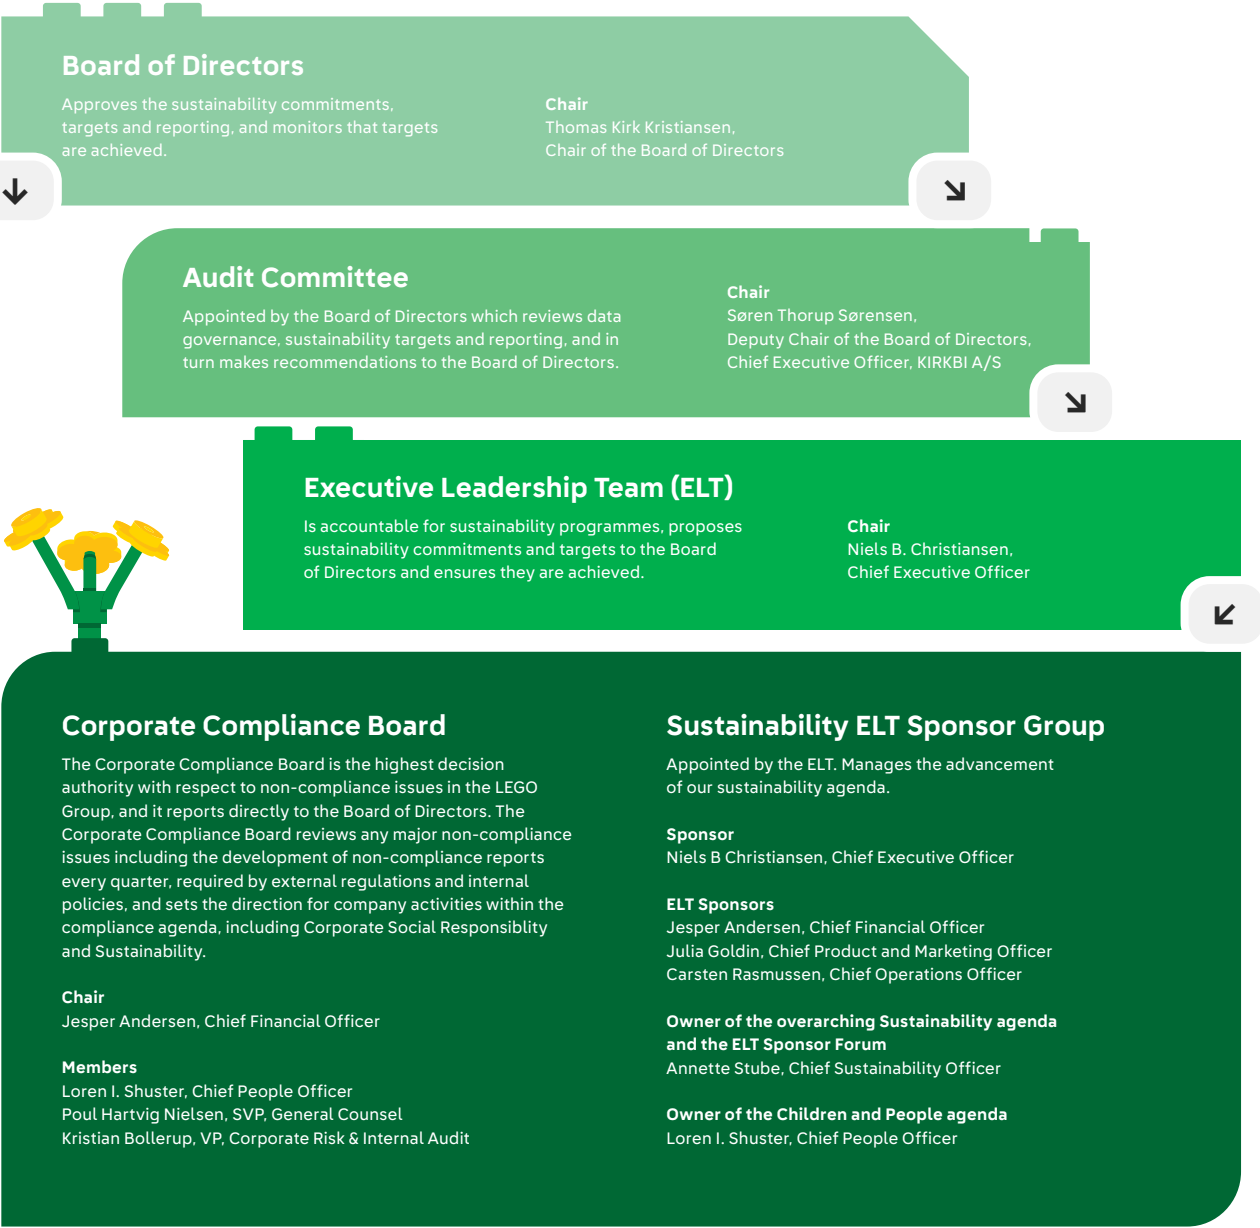 Board of Directors
Approves the sustainability commitments,
targets and reporting, and monitors that targets
are achieved.
Chair
Thomas Kirk Kristiansen,
Chair of the Board of Directors
Audit Committee
Appointed by the Board of Directors which reviews data
governance, sustainability targets and reporting, and in
turn makes recommendations to the Board of Directors.
Chair
Søren Thorup Sørensen,
Deputy Chair of the Board of Directors,
Chief Executive Officer, KIRKBI A/S
Executive Leadership Team (ELT)
Is accountable for sustainability programmes, proposes
sustainability commitments and targets to the Board
of Directors and ensures they are achieved.
Chair
Niels B. Christiansen,
Chief Executive Officer
Corporate Compliance Board
The Corporate Compliance Board is the highest decision
authority with respect to non-compliance issues in the LEGO
Group, and it reports directly to the Board of Directors. The
Corporate Compliance Board reviews any major non-compliance
issues including the development of non-compliance reports
every quarter, required by external regulations and internal
policies, and sets the direction for company activities within the
compliance agenda, including Corporate Social Responsiblity
and Sustainability.
Chair
Jesper Andersen, Chief Financial Officer
Members
Loren I. Shuster, Chief People Officer
Poul Hartvig Nielsen, SVP, General Counsel
Kristian Bollerup, VP, Corporate Risk & Internal Audit
Sustainability ELT Sponsor Group
Appointed by the ELT. Manages the advancement
of our sustainability agenda.
Sponsor
Niels B Christiansen, Chief Executive Officer
ELT Sponsors
Jesper Andersen, Chief Financial Officer
Julia Goldin, Chief Product and Marketing Officer
Carsten Rasmussen, Chief Operations Officer
Owner of the overarching Sustainability agenda
and the ELT Sponsor Forum
Annette Stube, Chief Sustainability Officer
Owner of the Children and People agenda
Loren I. Shuster, Chief People Officer